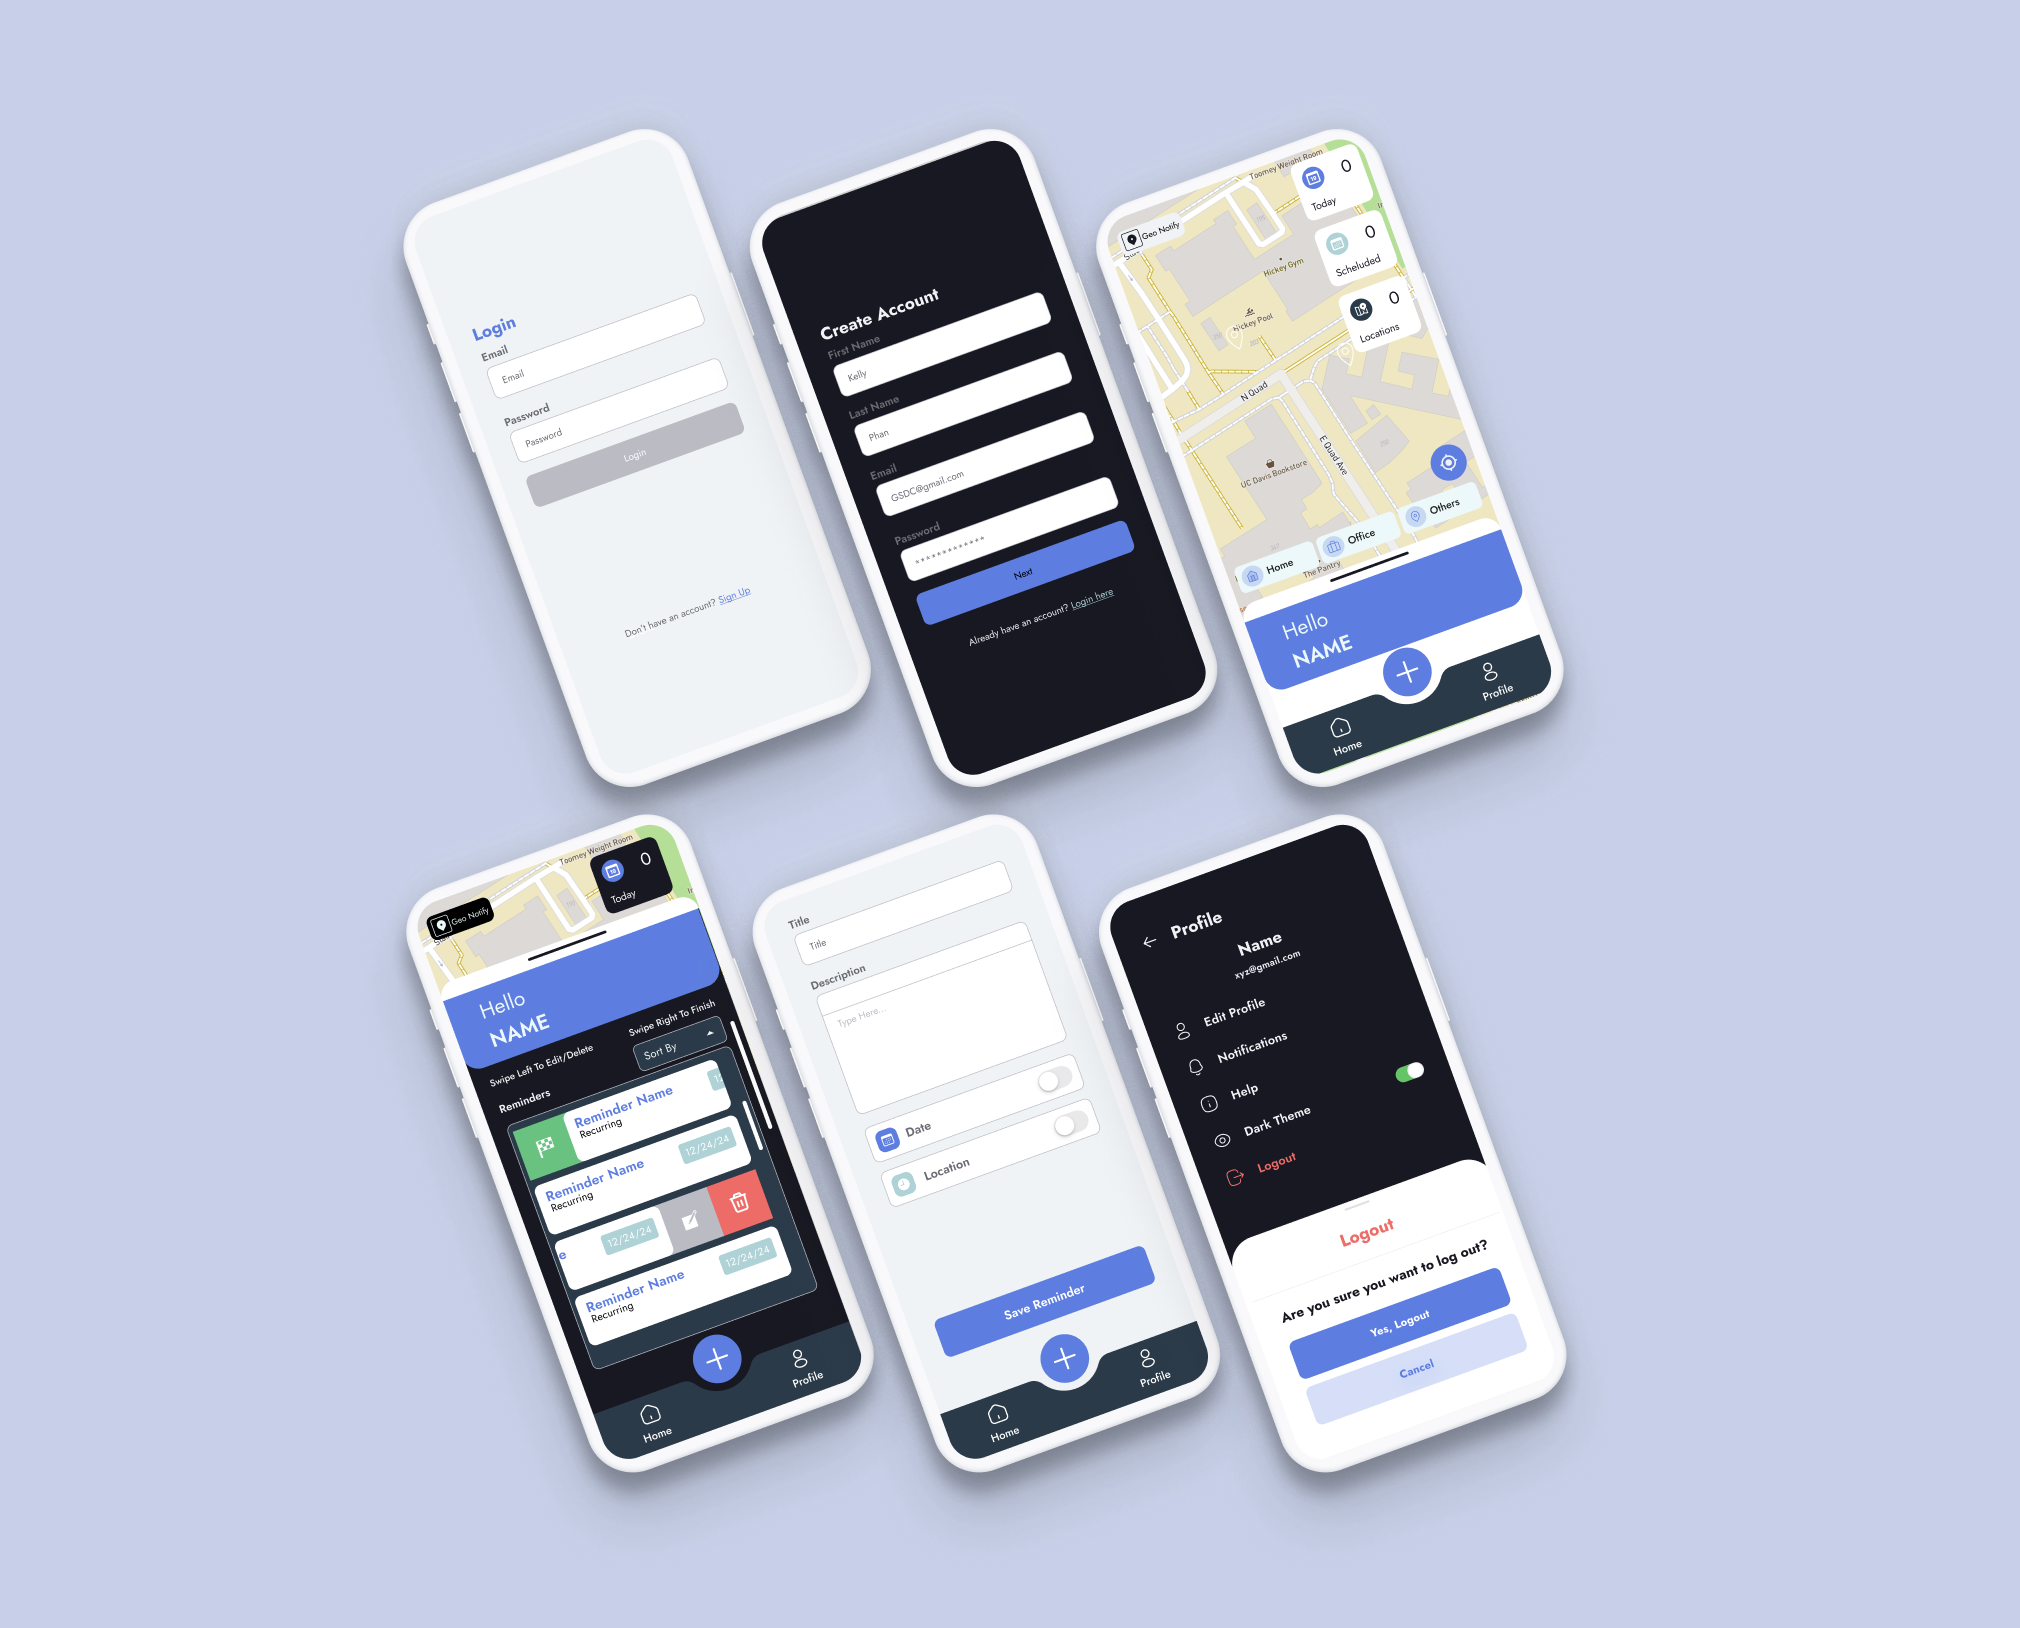 Login
Email
Email
Password
Password
Login
Don't have an account? Sign Up
Create Account
First Name
Kelly
Last Name
Phan
Email
GSDC@gmail.com
Password
************
Next
Already have an account? Login here
Toomey Weight Room
Geo Notify
0
Today
0
Scheluded
0
Locations
Hickey Gym
Hickey Pool
N Quad
E Quad Ave
UC Davis Bookstore
Home
Office
Others
The Pantry
Hello
NAME
Home
Profile
Toomey Weight Room
Geo Notify
0
Today
Hello
NAME
Swipe Left To Edit/Delete
Swipe Right To Finish
Sort By
Reminders
Reminder Name
Recurring
Reminder Name
Recurring
12/24/24
e
12/24/24
Reminder Name
Recurring
12/24/24
Home
Profile
Title
Title
Description
Type Here...
Date
Location
Save Reminder
Home
Profile
Profile
Name
xyz@gmail.com
Edit Profile
Notifications
Help
Dark Theme
Logout
Logout
Are you sure you want to log out?
Yes, Logout
Cancel